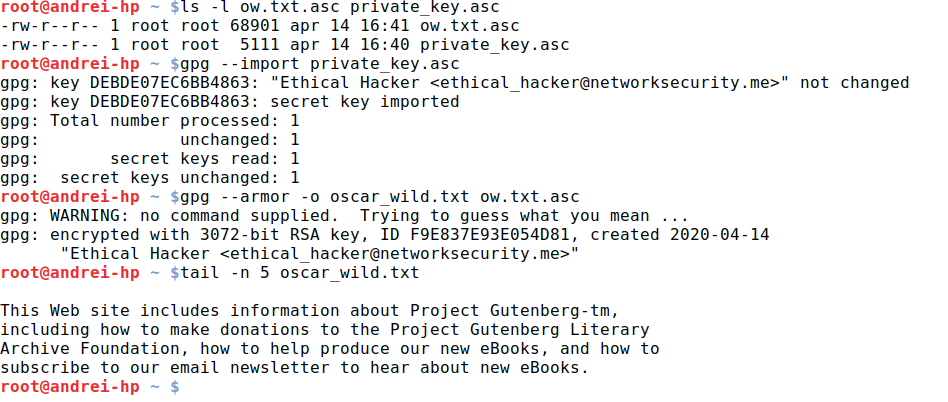 root@andrei-hp ~ $ls -l ow.txt.asc private_key.asc
-rw-r--r-- 1 root root 68901 apr 14 16:41 ow.txt.asc
-rw-r--r-- 1 root root  5111 apr 14 16:40 private_key.asc
root@andrei-hp ~ $gpg --import private_key.asc
gpg: key DEBDE07EC6BB4863: "Ethical Hacker <ethical_hacker@networksecurity.me>" not changed
gpg: key DEBDE07EC6BB4863: secret key imported
gpg: Total number processed: 1
gpg:              unchanged: 1
gpg:       secret keys read: 1
gpg:  secret keys unchanged: 1
root@andrei-hp ~ $gpg --armor -o oscar_wild.txt ow.txt.asc
gpg: WARNING: no command supplied.  Trying to guess what you mean ...
gpg: encrypted with 3072-bit RSA key, ID F9E837E93E054D81, created 2020-04-14
      "Ethical Hacker <ethical_hacker@networksecurity.me>"
root@andrei-hp ~ $tail -n 5 oscar_wild.txt

This Web site includes information about Project Gutenberg-tm,
including how to make donations to the Project Gutenberg Literary
Archive Foundation, how to help produce our new eBooks, and how to
subscribe to our email newsletter to hear about new eBooks.
root@andrei-hp ~ $